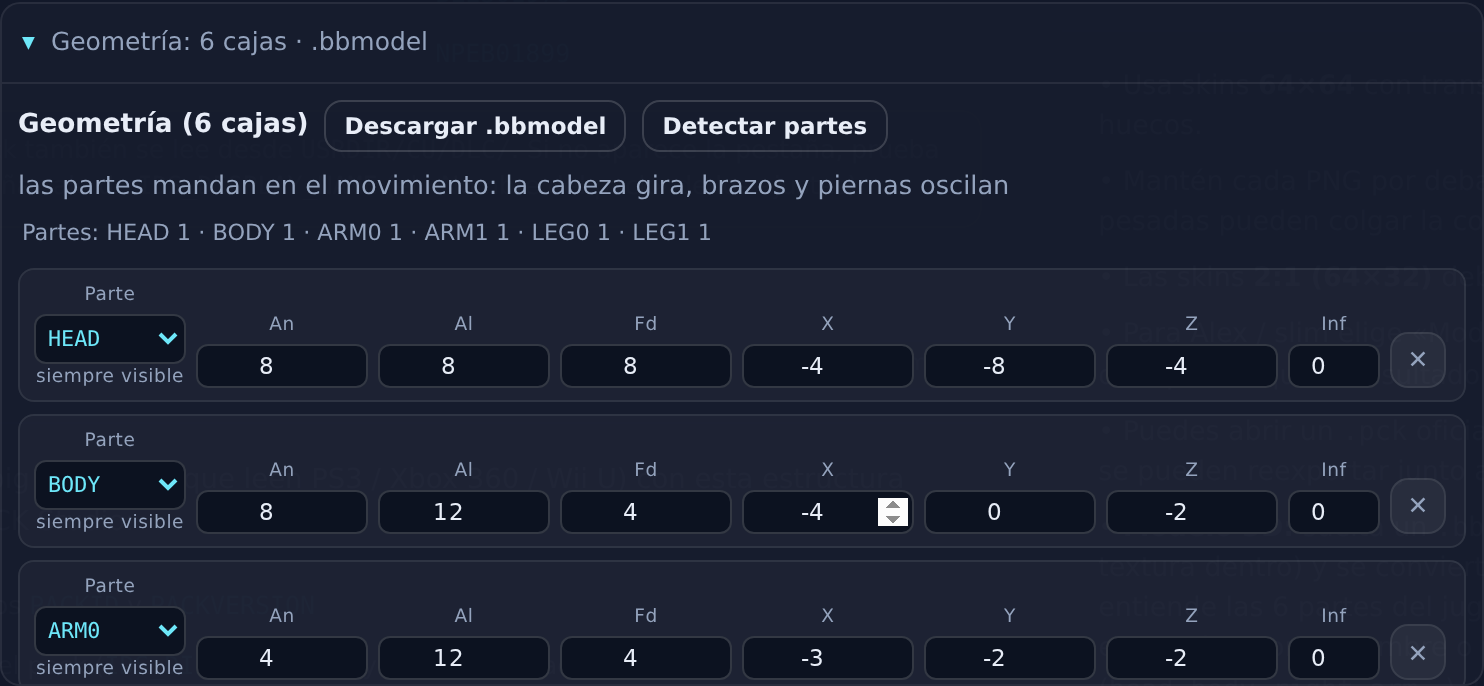 ▼ Geometría: 6 cajas · .bbmodel
Geometría (6 cajas) Descargar .bbmodel Detectar partes
las partes mandan en el movimiento: la cabeza gira, brazos y piernas oscilan
Partes: HEAD 1 · BODY 1 · ARM0 1 · ARM1 1 · LEG0 1 · LEG1 1
Parte An Al Fd X Y Z Inf
HEAD 8 8 8 -4 -8 -4 0 ✕
siempre visible
Parte An Al Fd X Y Z Inf
BODY 8 12 4 -4 0 -2 0 ✕
siempre visible
Parte An Al Fd X Y Z Inf
ARM0 4 12 4 -3 -2 -2 0 ✕
siempre visible